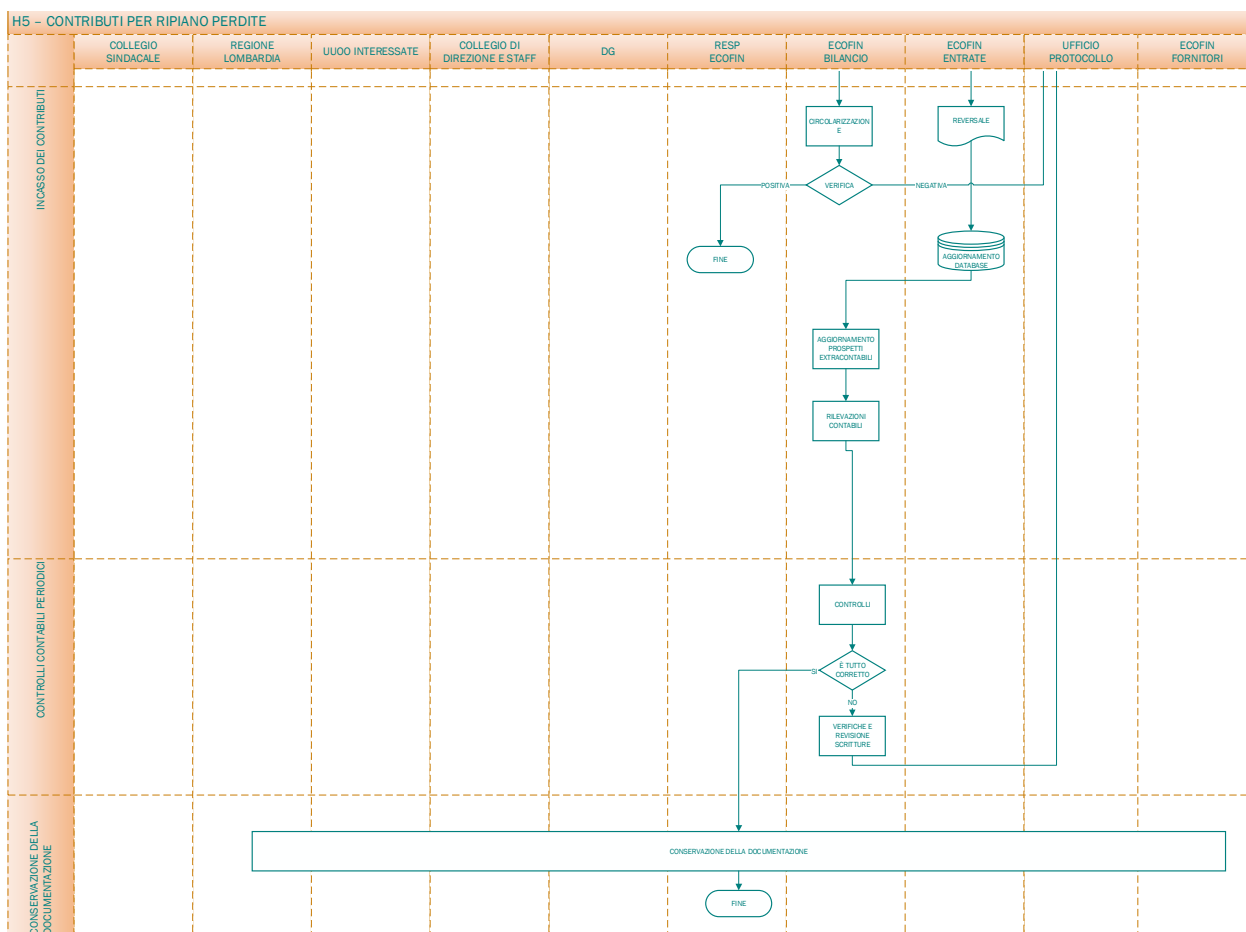 H5 – CONTRIBUTI PER RIPIANO PERDITE
COLLEGIO
SINDACALE
REGIONE
LOMBARDIA
UUOO INTERESSATE
COLLEGIO DI
DIREZIONE E STAFF
DG
RESP
ECOFIN
ECOFIN
BILANCIO
ECOFIN
ENTRATE
UFFICIO
PROTOCOLLO
ECOFIN
FORNITORI
INCASSO DEI CONTRIBUTI
CIRCOLARIZZAZION
E
REVERSALE
POSITIVA
VERIFICA
NEGATIVA
FINE
AGGIORNAMENTO
DATABASE
AGGIORNAMENTO
PROSPETTI
EXTRACONTABILI
RILEVAZIONI
CONTABILI
CONTROLLI CONTABILI PERIODICI
CONTROLLI
È TUTTO
CORRETTO
SI
NO
VERIFICHE E
REVISIONE
SCRITTURE
CONSERVAZIONE DELLA
DOCUMENTAZIONE
CONSERVAZIONE DELLA DOCUMENTAZIONE
FINE